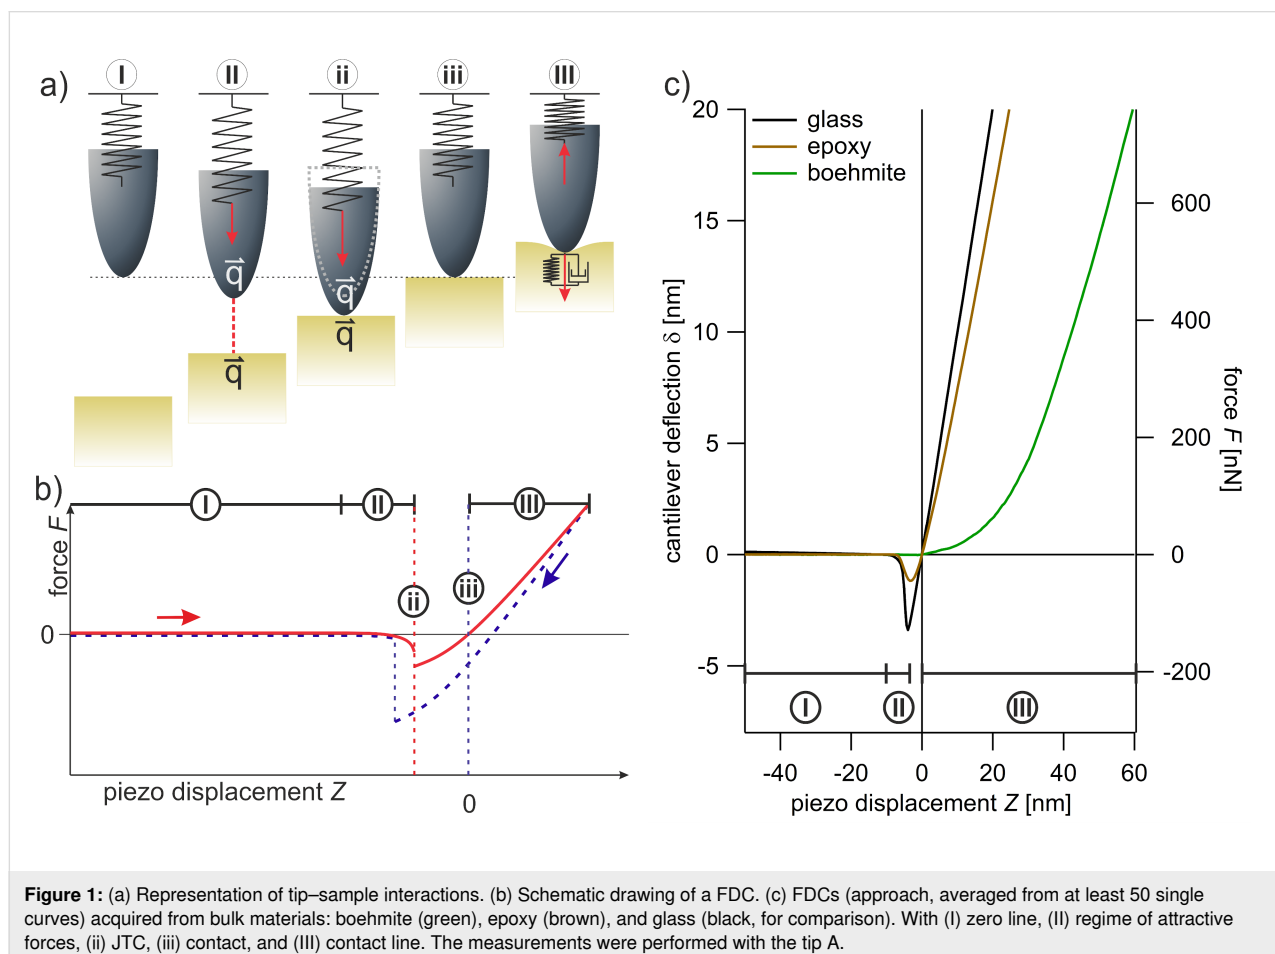 a)
I
II
ii
iii
III
q
q
q
q
b)
I
II
III
force F
ii
iii
0
piezo displacement Z
0
c)
glass
epoxy
boehmite
20
15
10
5
0
-5
cantilever deflection δ [nm]
600
400
200
0
-200
force F [nN]
I
II
III
-40
-20
0
20
40
60
piezo displacement Z [nm]
Figure 1: (a) Representation of tip–sample interactions. (b) Schematic drawing of a FDC. (c) FDCs (approach, averaged from at least 50 single
curves) acquired from bulk materials: boehmite (green), epoxy (brown), and glass (black, for comparison). With (I) zero line, (II) regime of attractive
forces, (ii) JTC, (iii) contact, and (III) contact line. The measurements were performed with the tip A.